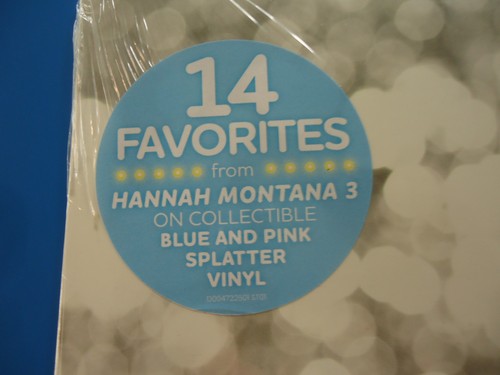 14
FAVORITES
from
HANNAH MONTANA 3
ON COLLECTIBLE
BLUE AND PINK
SPLATTER
VINYL